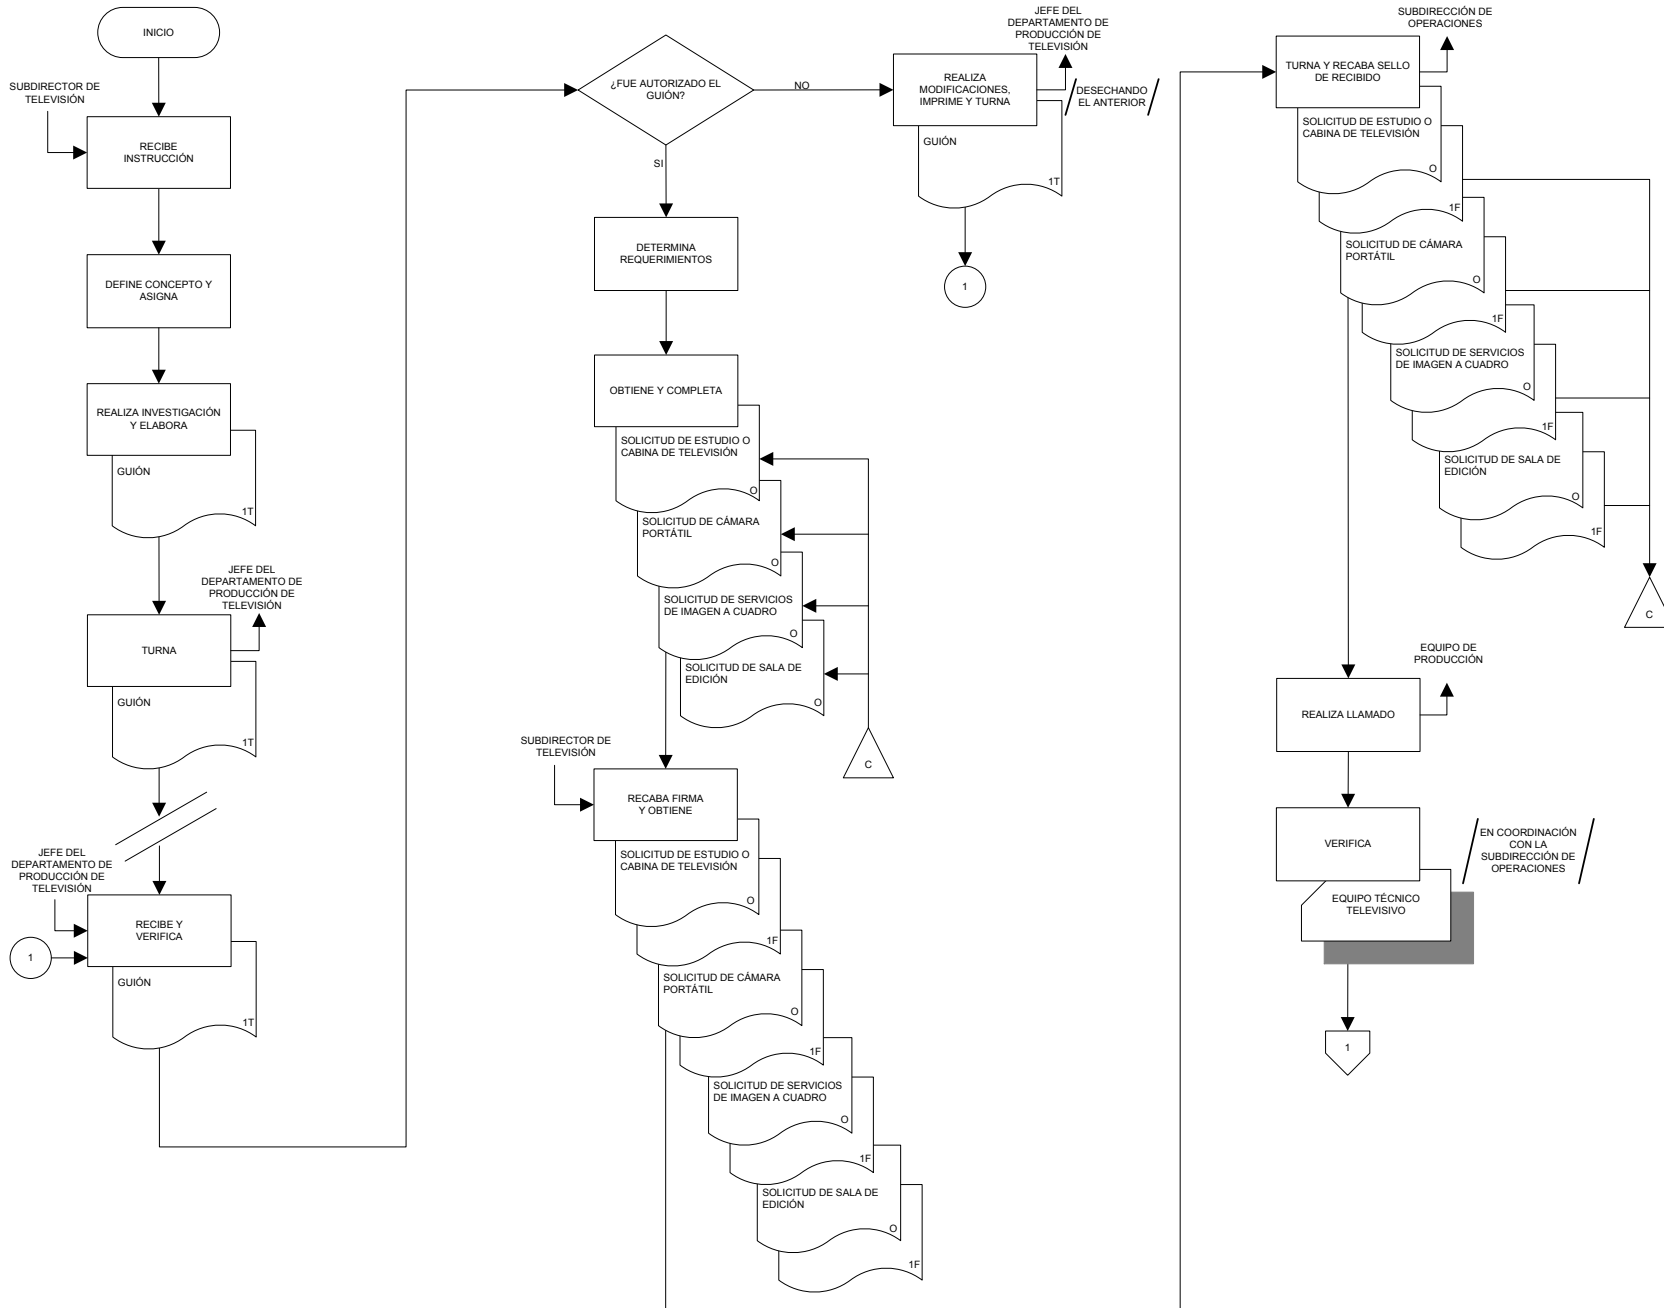 INICIO
SUBDIRECTOR DE
TELEVISIÓN
RECIBE
INSTRUCCIÓN
DEFINE CONCEPTO Y
ASIGNA
REALIZA INVESTIGACIÓN
Y ELABORA
GUIÓN
1T
JEFE DEL
DEPARTAMENTO DE
PRODUCCIÓN DE
TELEVISIÓN
TURNA
GUIÓN
1T
JEFE DEL
DEPARTAMENTO DE
PRODUCCIÓN DE
TELEVISIÓN
RECIBE Y
VERIFICA
1
GUIÓN
1T
¿FUE AUTORIZADO EL
GUIÓN?
NO
SI
JEFE DEL
DEPARTAMENTO DE
PRODUCCIÓN DE
TELEVISIÓN
REALIZA
MODIFICACIONES,
IMPRIME Y TURNA
DESECHANDO
EL ANTERIOR
GUIÓN
1T
1
DETERMINA
REQUERIMIENTOS
OBTIENE Y COMPLETA
SOLICITUD DE ESTUDIO O
CABINA DE TELEVISIÓN
O
SOLICITUD DE CÁMARA
PORTÁTIL
O
SOLICITUD DE SERVICIOS
DE IMAGEN A CUADRO
O
SOLICITUD DE SALA DE
EDICIÓN
O
C
SUBDIRECTOR DE
TELEVISIÓN
RECABA FIRMA
Y OBTIENE
SOLICITUD DE ESTUDIO O
CABINA DE TELEVISIÓN
O
1F
SOLICITUD DE CÁMARA
PORTÁTIL
O
1F
SOLICITUD DE SERVICIOS
DE IMAGEN A CUADRO
O
1F
SOLICITUD DE SALA DE
EDICIÓN
O
1F
SUBDIRECCIÓN DE
OPERACIONES
TURNA Y RECABA SELLO
DE RECIBIDO
SOLICITUD DE ESTUDIO O
CABINA DE TELEVISIÓN
O
1F
SOLICITUD DE CÁMARA
PORTÁTIL
O
1F
SOLICITUD DE SERVICIOS
DE IMAGEN A CUADRO
O
1F
SOLICITUD DE SALA DE
EDICIÓN
O
1F
C
EQUIPO DE
PRODUCCIÓN
REALIZA LLAMADO
VERIFICA
EN COORDINACIÓN
CON LA
SUBDIRECCIÓN DE
OPERACIONES
EQUIPO TÉCNICO
TELEVISIVO
1